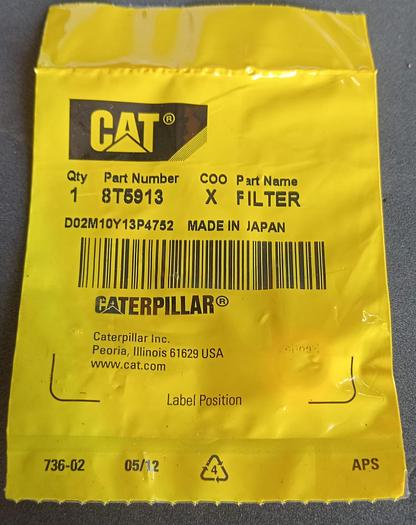 CAT®
Qty Part Number COO Part Name
1 8T5913 X FILTER
D02M10Y13P4752 MADE IN JAPAN
CATERPILLAR®
Caterpillar Inc.
Peoria, Illinois 61629 USA
www.cat.com
Label Position
736-02 05/12 4 APS